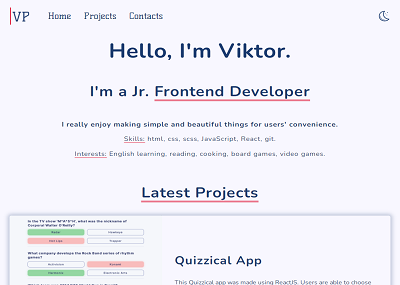 VP Home Projects Contacts
Hello, I'm Viktor.
I'm a Jr. Frontend Developer
I really enjoy making simple and beautiful things for users' convenience.
Skills: html, css, scss, JavaScript, React, git.
Interests: English learning, reading, cooking, board games, video games.
Latest Projects
In the TV show 'M*A*S*H', what was the nickname of
Corporal Walter O'Reilly?
Radar Hawkeye
Hot Lips Trapper
What company develops the Rock Band series of rhythm
games?
Activision Konami
Harmonix Electronic Arts
Quizzical App
This Quizzical app was made using ReactJS. Users are able to choose